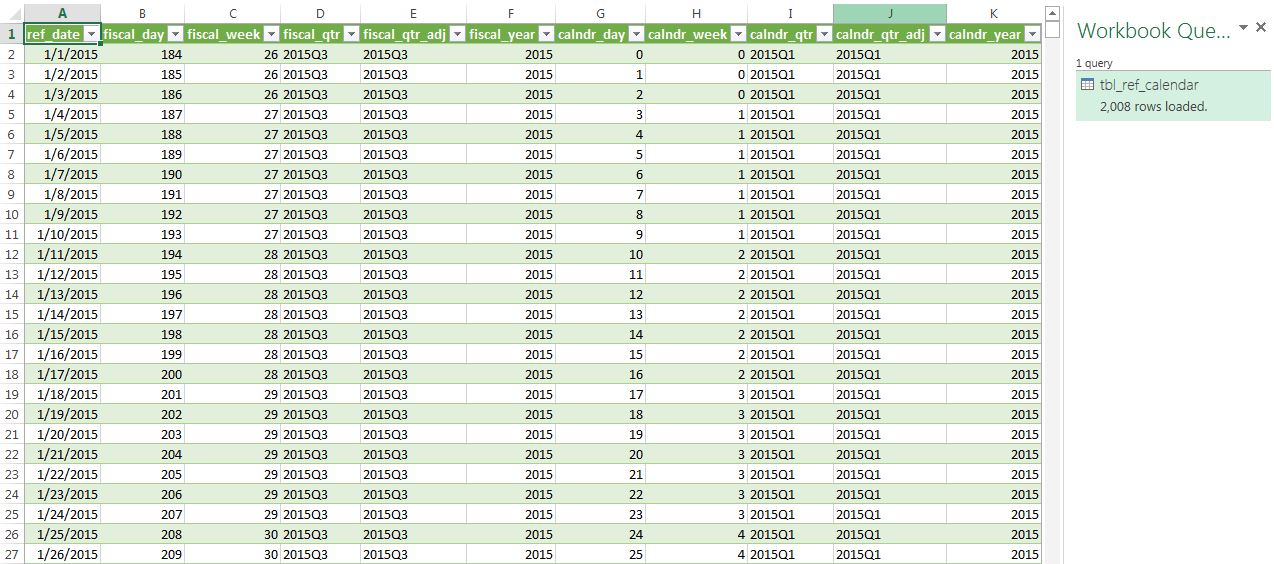 A B C D E F G H I J K
1 ref_date fiscal_day fiscal_week fiscal_qtr fiscal_qtr_adj fiscal_year calndr_day calndr_week calndr_qtr calndr_qtr_adj calndr_year
2 1/1/2015 184 26 2015Q3 2015Q3 2015 0 0 2015Q1 2015Q1 2015
3 1/2/2015 185 26 2015Q3 2015Q3 2015 1 0 2015Q1 2015Q1 2015
4 1/3/2015 186 26 2015Q3 2015Q3 2015 2 0 2015Q1 2015Q1 2015
5 1/4/2015 187 27 2015Q3 2015Q3 2015 3 1 2015Q1 2015Q1 2015
6 1/5/2015 188 27 2015Q3 2015Q3 2015 4 1 2015Q1 2015Q1 2015
7 1/6/2015 189 27 2015Q3 2015Q3 2015 5 1 2015Q1 2015Q1 2015
8 1/7/2015 190 27 2015Q3 2015Q3 2015 6 1 2015Q1 2015Q1 2015
9 1/8/2015 191 27 2015Q3 2015Q3 2015 7 1 2015Q1 2015Q1 2015
10 1/9/2015 192 27 2015Q3 2015Q3 2015 8 1 2015Q1 2015Q1 2015
11 1/10/2015 193 27 2015Q3 2015Q3 2015 9 1 2015Q1 2015Q1 2015
12 1/11/2015 194 28 2015Q3 2015Q3 2015 10 2 2015Q1 2015Q1 2015
13 1/12/2015 195 28 2015Q3 2015Q3 2015 11 2 2015Q1 2015Q1 2015
14 1/13/2015 196 28 2015Q3 2015Q3 2015 12 2 2015Q1 2015Q1 2015
15 1/14/2015 197 28 2015Q3 2015Q3 2015 13 2 2015Q1 2015Q1 2015
16 1/15/2015 198 28 2015Q3 2015Q3 2015 14 2 2015Q1 2015Q1 2015
17 1/16/2015 199 28 2015Q3 2015Q3 2015 15 2 2015Q1 2015Q1 2015
18 1/17/2015 200 28 2015Q3 2015Q3 2015 16 2 2015Q1 2015Q1 2015
19 1/18/2015 201 29 2015Q3 2015Q3 2015 17 3 2015Q1 2015Q1 2015
20 1/19/2015 202 29 2015Q3 2015Q3 2015 18 3 2015Q1 2015Q1 2015
21 1/20/2015 203 29 2015Q3 2015Q3 2015 19 3 2015Q1 2015Q1 2015
22 1/21/2015 204 29 2015Q3 2015Q3 2015 20 3 2015Q1 2015Q1 2015
23 1/22/2015 205 29 2015Q3 2015Q3 2015 21 3 2015Q1 2015Q1 2015
24 1/23/2015 206 29 2015Q3 2015Q3 2015 22 3 2015Q1 2015Q1 2015
25 1/24/2015 207 29 2015Q3 2015Q3 2015 23 3 2015Q1 2015Q1 2015
26 1/25/2015 208 30 2015Q3 2015Q3 2015 24 4 2015Q1 2015Q1 2015
27 1/26/2015 209 30 2015Q3 2015Q3 2015 25 4 2015Q1 2015Q1 2015
Workbook Que...
1 query
tbl_ref_calendar
2,008 rows loaded.